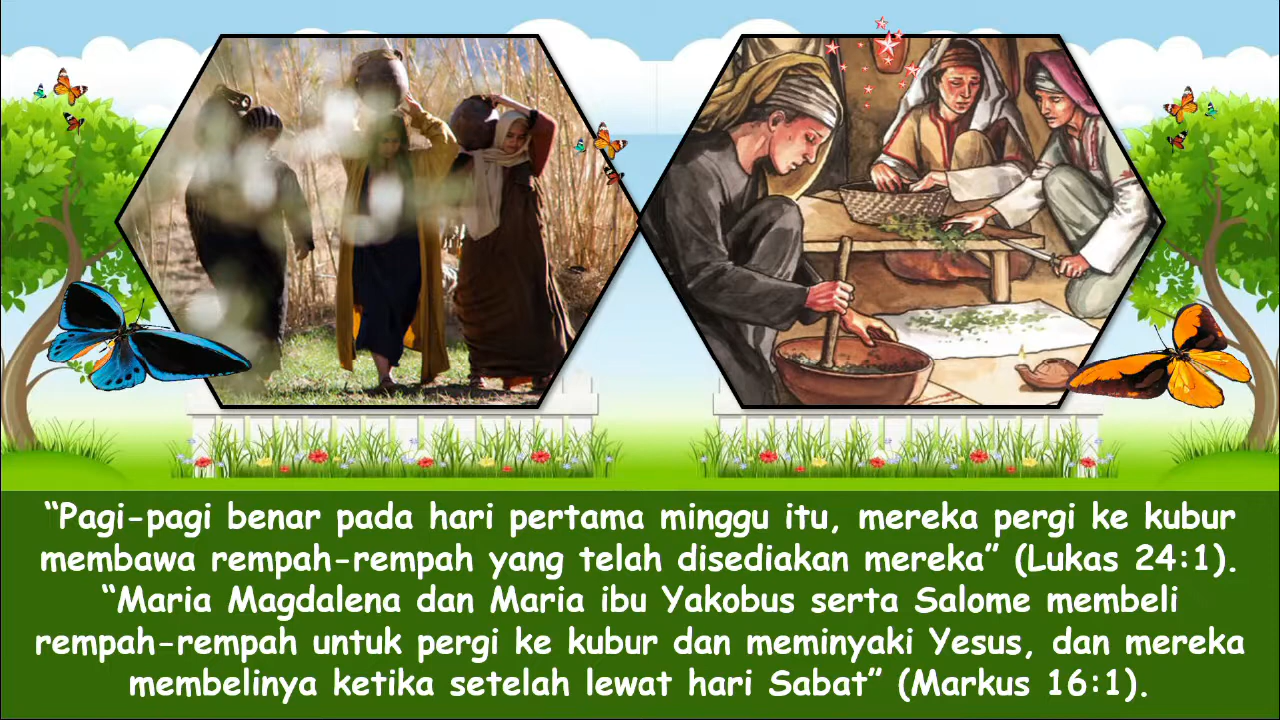 “Pagi-pagi benar pada hari pertama minggu itu, mereka pergi ke kubur
membawa rempah-rempah yang telah disediakan mereka” (Lukas 24:1).
“Maria Magdalena dan Maria ibu Yakobus serta Salome membeli
rempah-rempah untuk pergi ke kubur dan meminyaki Yesus, dan mereka
membelinya ketika setelah lewat hari Sabat” (Markus 16:1).